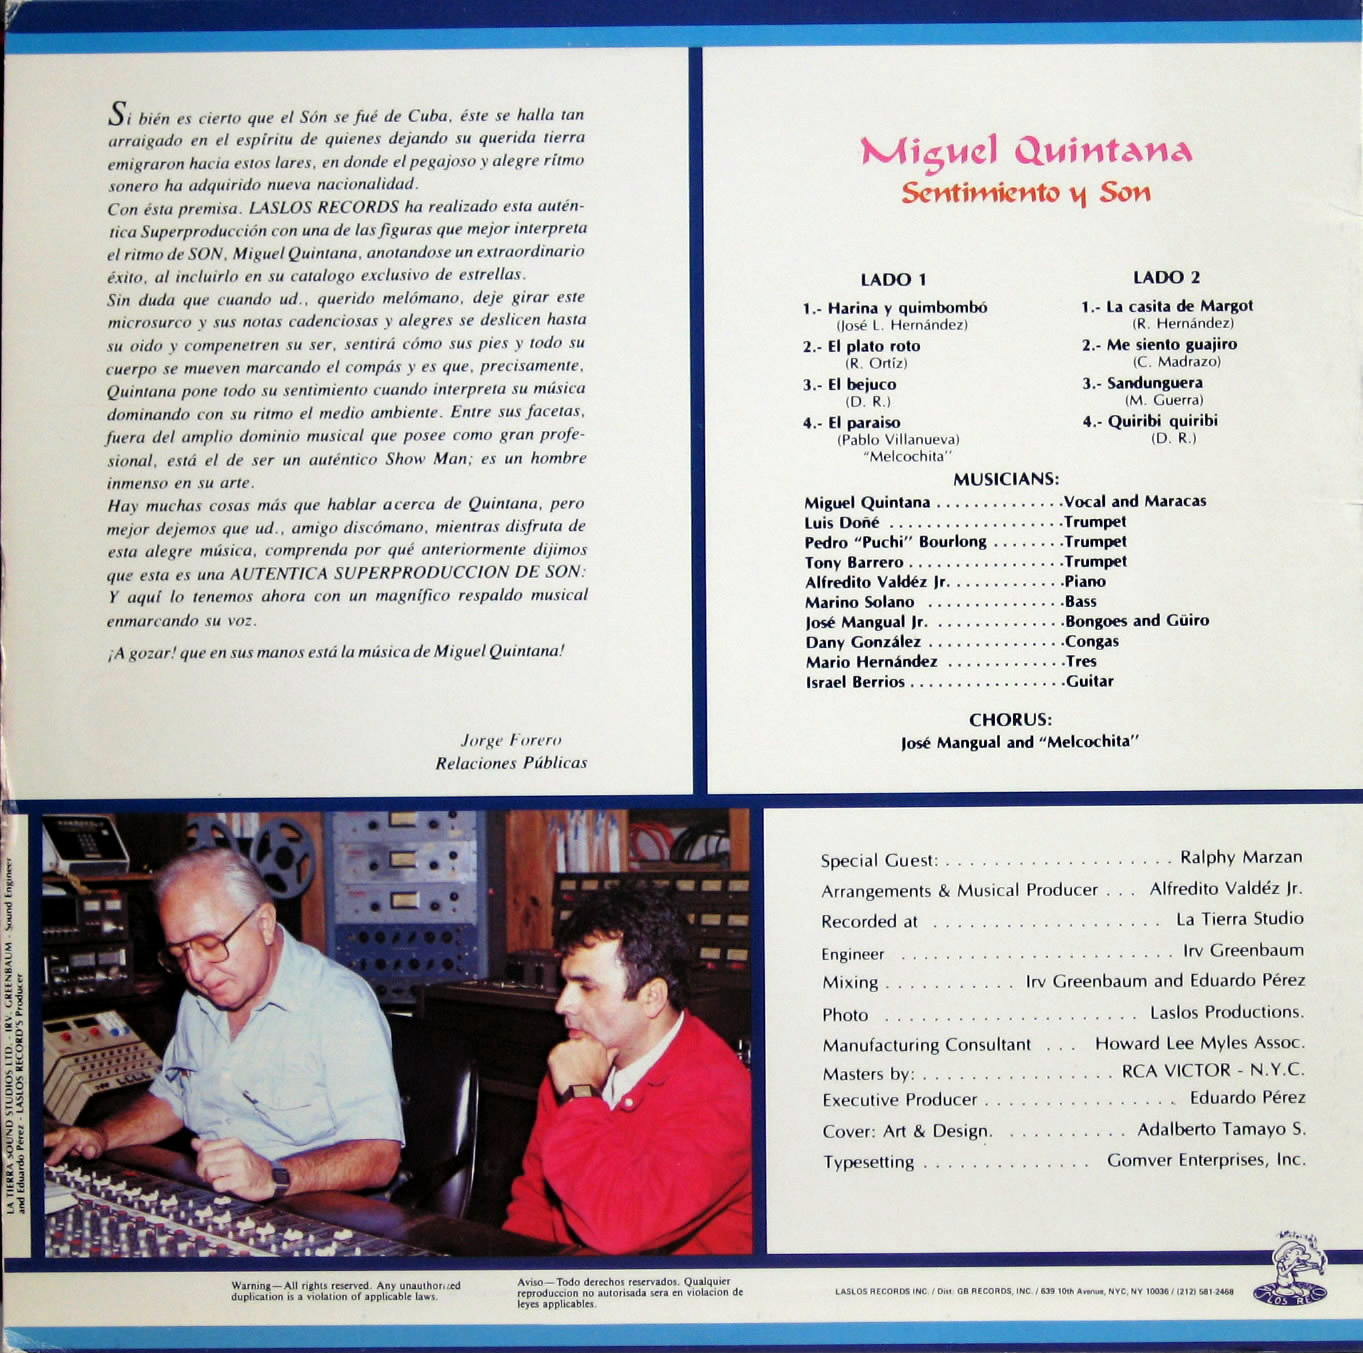 Si bién es cierto que el Són se fué de Cuba, éste se halla tan
arraigado en el espíritu de quienes dejando su querida tierra
emigraron hacia estos lares, en donde el pegajoso y alegre rítmo
sonero ha adquirido nueva nacionalidad.
Con ésta premisa. LASLOS RECORDS ha realizado esta autén-
tica Superproducción con una de las figuras que mejor interpreta
el ritmo de SON, Miguel Quintana, anotandose un extraordinario
éxito, al incluirlo en su catalogo exclusivo de estrellas.
Sin duda que cuando ud., querido melómano, deje girar este
microsurco y sus notas cadenciosas y alegres se deslicen hasta
su oido y compenetren su ser, sentirá cómo sus pies y todo su
cuerpo se mueven marcando el compás y es que, precisamente,
Quintana pone todo su sentimiento cuando interpreta su música
dominando con su ritmo el medio ambiente. Entre sus facetas,
fuera del amplio dominio musical que posee como gran profe-
sional, está el de ser un auténtico Show Man; es un hombre
inmenso en su arte.
Hay muchas cosas más que hablar acerca de Quintana, pero
mejor dejemos que ud., amigo discómano, mientras disfruta de
esta alegre música, comprenda por qué anteriormente dijimos
que esta es una AUTENTICA SUPERPRODUCCION DE SON:
Y aquí lo tenemos ahora con un magnífico respaldo musical
enmarcando su voz.
¡A gozar! que en sus manos está la música de Miguel Quintana!
Jorge Forero
Relaciones Públicas
Miguel Quintana
Sentimiento y Son
LADO 1
1.- Harina y quimbombó
(José L. Hernández)
2.- El plato roto
(R. Ortíz)
3.- El bejuco
(D. R.)
4.- El paraiso
(Pablo Villanueva)
"Melcochita"
LADO 2
1.- La casita de Margot
(R. Hernández)
2.- Me siento guajiro
(C. Madrazo)
3.- Sandunguera
(M. Guerra)
4.- Quiribi quiribi
(D. R.)
MUSICIANS:
Miguel Quintana . . . . . . . . . . . . . . Vocal and Maracas
Luis Doñé . . . . . . . . . . . . . . . . . . . Trumpet
Pedro "Puchi" Bourlong . . . . . . . . Trumpet
Tony Barrero . . . . . . . . . . . . . . . . . Trumpet
Alfredito Valdéz Jr. . . . . . . . . . . . . Piano
Marino Solano . . . . . . . . . . . . . . . Bass
José Mangual Jr. . . . . . . . . . . . . . . Bongoes and Güiro
Dany González . . . . . . . . . . . . . . . Congas
Mario Hernández . . . . . . . . . . . . . Tres
Israel Berrios . . . . . . . . . . . . . . . . . Guitar
CHORUS:
José Mangual and "Melcochita"
LA TIERRA SOUND STUDIOS LTD. - IRV. GREENBAUM - Sound Engineer
and Eduardo Pérez - LASLOS RECORD'S Producer
Special Guest: . . . . . . . . . . . . . . . . . . . Ralphy Marzan
Arrangements & Musical Producer . . . Alfredito Valdéz Jr.
Recorded at . . . . . . . . . . . . . . . . . . . La Tierra Studio
Engineer . . . . . . . . . . . . . . . . . . . . . . . Irv Greenbaum
Mixing . . . . . . . . . . . Irv Greenbaum and Eduardo Pérez
Photo . . . . . . . . . . . . . . . . . . . . . Laslos Productions.
Manufacturing Consultant . . . Howard Lee Myles Assoc.
Masters by: . . . . . . . . . . . . . . . . RCA VICTOR - N.Y.C.
Executive Producer . . . . . . . . . . . . . . . . Eduardo Pérez
Cover: Art & Design. . . . . . . . . . . Adalberto Tamayo S.
Typesetting . . . . . . . . . . . . . . Gomver Enterprises, Inc.
Warning—All rights reserved. Any unauthorized
duplication is a violation of applicable laws.
Aviso—Todo derechos reservados. Qualquier
reproduccion no autorisada sera en violacion de
leyes applicables.
LASLOS RECORDS INC. / Dist: GB RECORDS, INC. / 639 10th Avenue, NYC, NY 10036 / (212) 581-2468